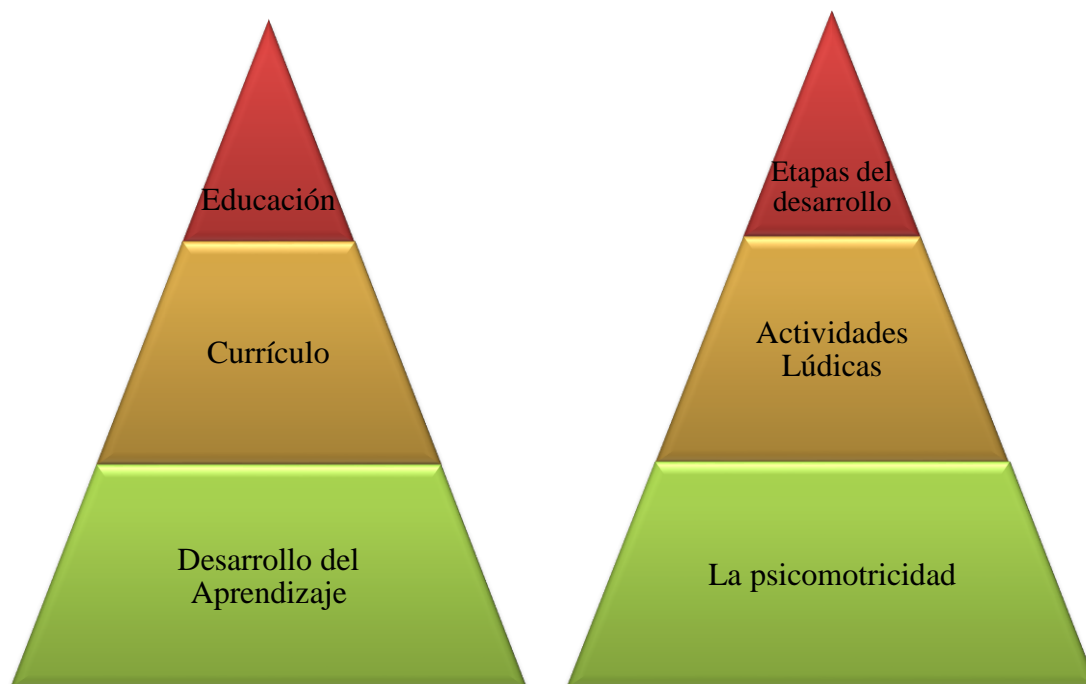 Educación
Currículo
Desarrollo del
Aprendizaje
Etapas del
desarrollo
Actividades
Lúdicas
La psicomotricidad